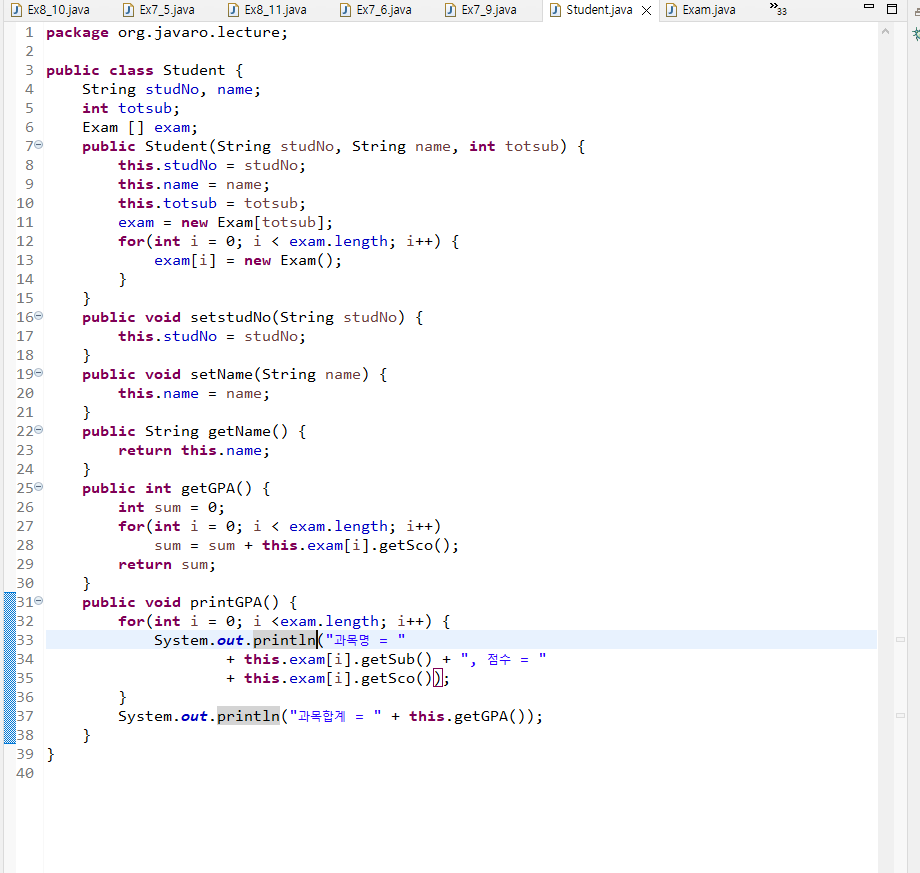 Ex8_10.java Ex7_5.java Ex8_11.java Ex7_6.java Ex7_9.java Student.java Exam.java 33
1 package org.javaro.lecture;
2
3 public class Student {
4 String studNo, name;
5 int totsub;
6 Exam [] exam;
7 public Student(String studNo, String name, int totsub) {
8 this.studNo = studNo;
9 this.name = name;
10 this.totsub = totsub;
11 exam = new Exam[totsub];
12 for(int i = 0; i < exam.length; i++) {
13 exam[i] = new Exam();
14 }
15 }
16 public void setstudNo(String studNo) {
17 this.studNo = studNo;
18 }
19 public void setName(String name) {
20 this.name = name;
21 }
22 public String getName() {
23 return this.name;
24 }
25 public int getGPA() {
26 int sum = 0;
27 for(int i = 0; i < exam.length; i++)
28 sum = sum + this.exam[i].getSco();
29 return sum;
30 }
31 public void printGPA() {
32 for(int i = 0; i <exam.length; i++) {
33 System.out.println("과목명 = "
34 + this.exam[i].getSub() + ", 점수 = "
35 + this.exam[i].getSco());
36 }
37 System.out.println("과목합계 = " + this.getGPA());
38 }
39 }
40